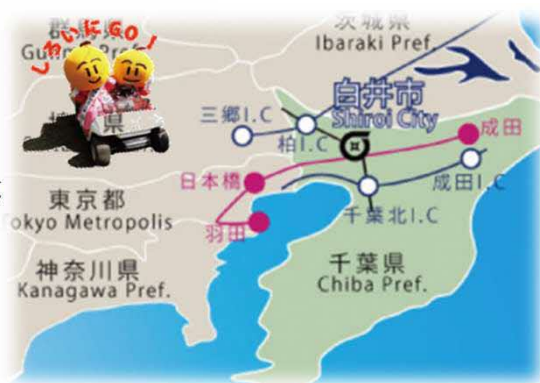 しろいにGO!
群馬県
茨城県
Ibaraki Pref.
白井市
Shiroi City
三郷I.C
柏I.C
成田
成田I.C
日本橋
羽田
千葉北I.C
東京都
Tokyo Metropolis
神奈川県
Kanagawa Pref.
千葉県
Chiba Pref.